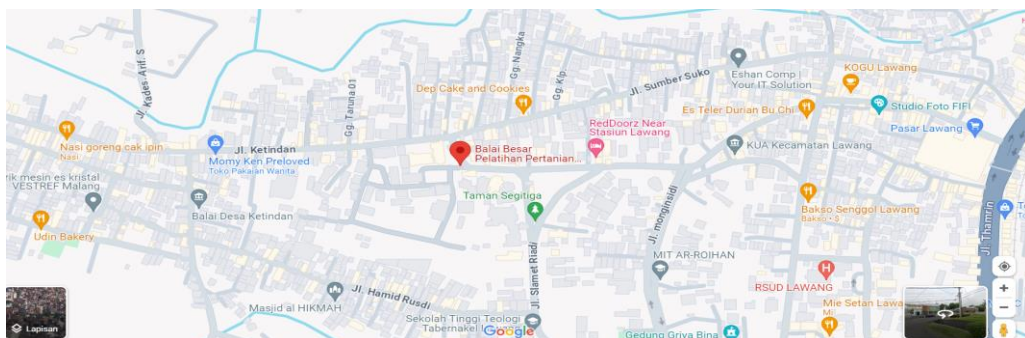 Jl. Kades Arif. S
Gg. Taruna 01
Gg. Nangka
Gg. Klp.
Dep Cake and Cookies
Jl. Sumber Suko
Eshan Comp |
Your IT Solution
KOGU Lawang
Es Teler Durian Bu Chi
Studio Foto FIFI
Pasar Lawang
Nasi goreng cak ipin
Nasi
Jl. Ketindan
Momy Ken Preloved
Toko Pakaian Wanita
Balai Besar
Pelatihan Pertanian...
RedDoorz Near
Stasiun Lawang
KUA Kecamatan Lawang
rik mesin es kristal
VESTREF Malang
Balai Desa Ketindan
Taman Segitiga
Jl. monginsidi
Bakso Senggol Lawang
Bakso • $
Jl. Thamrin
Udin Bakery
MIT AR-ROIHAN
RSUD LAWANG
Jl. Hamid Rusdi
Jl. Slamet Riadi
Masjid al HIKMAH
Sekolah Tinggi Teologi
Tabernakel
Google
Gedung Griya Bina
Mie Setan Lawa
Mi
Lapisan